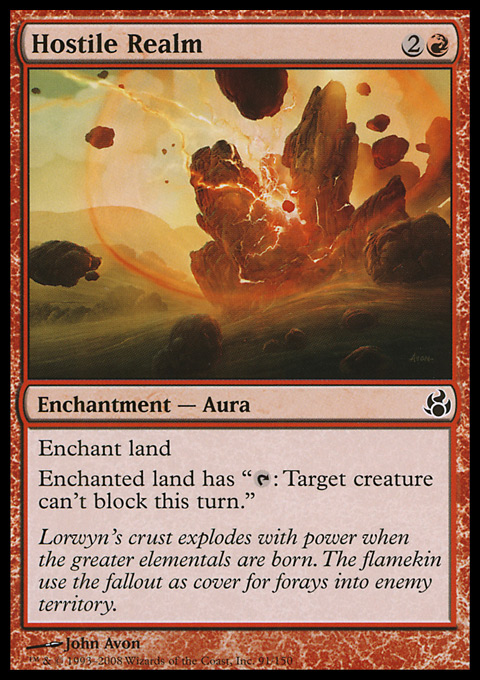 Hostile Realm 2
AVON
Enchantment — Aura
Enchant land
Enchanted land has “: Target creature
can’t block this turn.”
Lorwyn’s crust explodes with power when
the greater elementals are born. The flamekin
use the fallout as cover for forays into enemy
territory.
John Avon
™ & © 1993–2008 Wizards of the Coast, Inc. 91/150